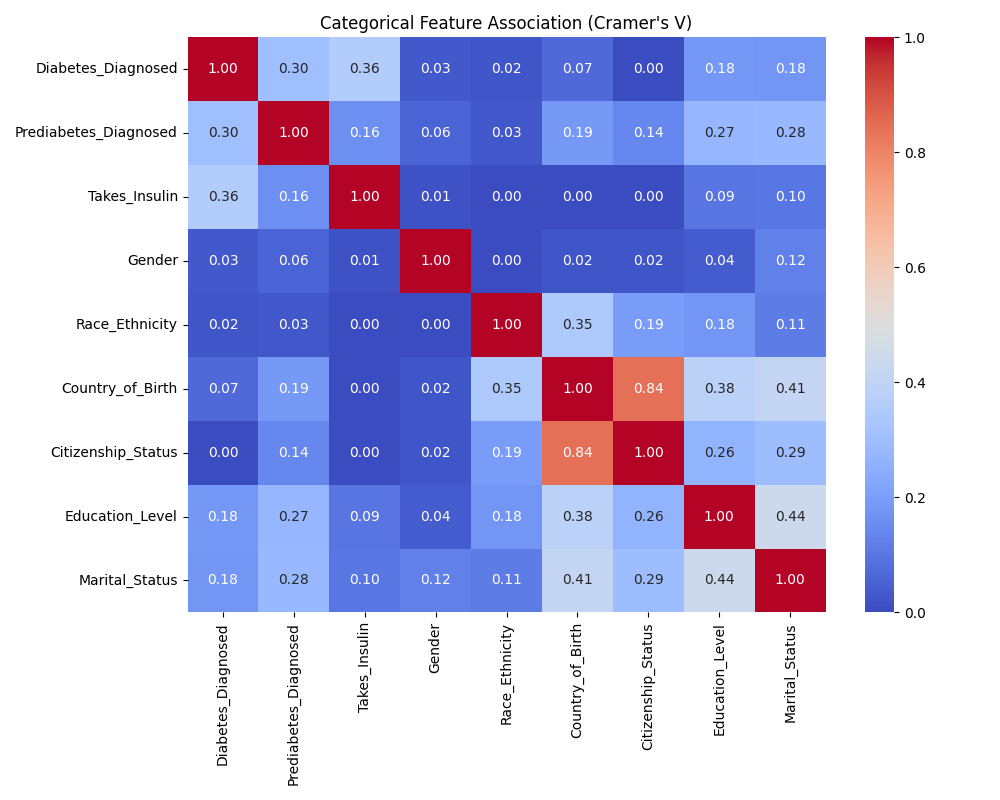 Categorical Feature Association (Cramer's V)
Diabetes_Diagnosed 1.00 0.30 0.36 0.03 0.02 0.07 0.00 0.18 0.18
Prediabetes_Diagnosed 0.30 1.00 0.16 0.06 0.03 0.19 0.14 0.27 0.28
Takes_Insulin 0.36 0.16 1.00 0.01 0.00 0.00 0.00 0.09 0.10
Gender 0.03 0.06 0.01 1.00 0.00 0.02 0.02 0.04 0.12
Race_Ethnicity 0.02 0.03 0.00 0.00 1.00 0.35 0.19 0.18 0.11
Country_of_Birth 0.07 0.19 0.00 0.02 0.35 1.00 0.84 0.38 0.41
Citizenship_Status 0.00 0.14 0.00 0.02 0.19 0.84 1.00 0.26 0.29
Education_Level 0.18 0.27 0.09 0.04 0.18 0.38 0.26 1.00 0.44
Marital_Status 0.18 0.28 0.10 0.12 0.11 0.41 0.29 0.44 1.00
Diabetes_Diagnosed
Prediabetes_Diagnosed
Takes_Insulin
Gender
Race_Ethnicity
Country_of_Birth
Citizenship_Status
Education_Level
Marital_Status
1.0
0.8
0.6
0.4
0.2
0.0